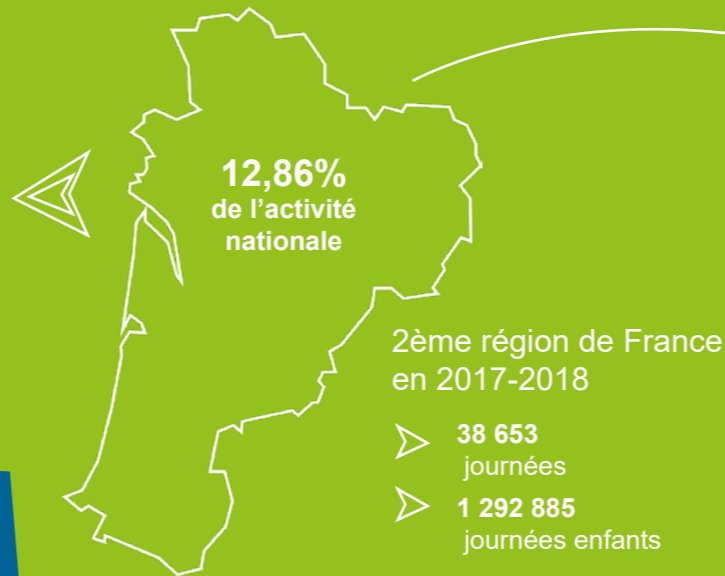 12,86%
de l’activité
nationale
2ème région de France
en 2017-2018
38 653
journées
1 292 885
journées enfants